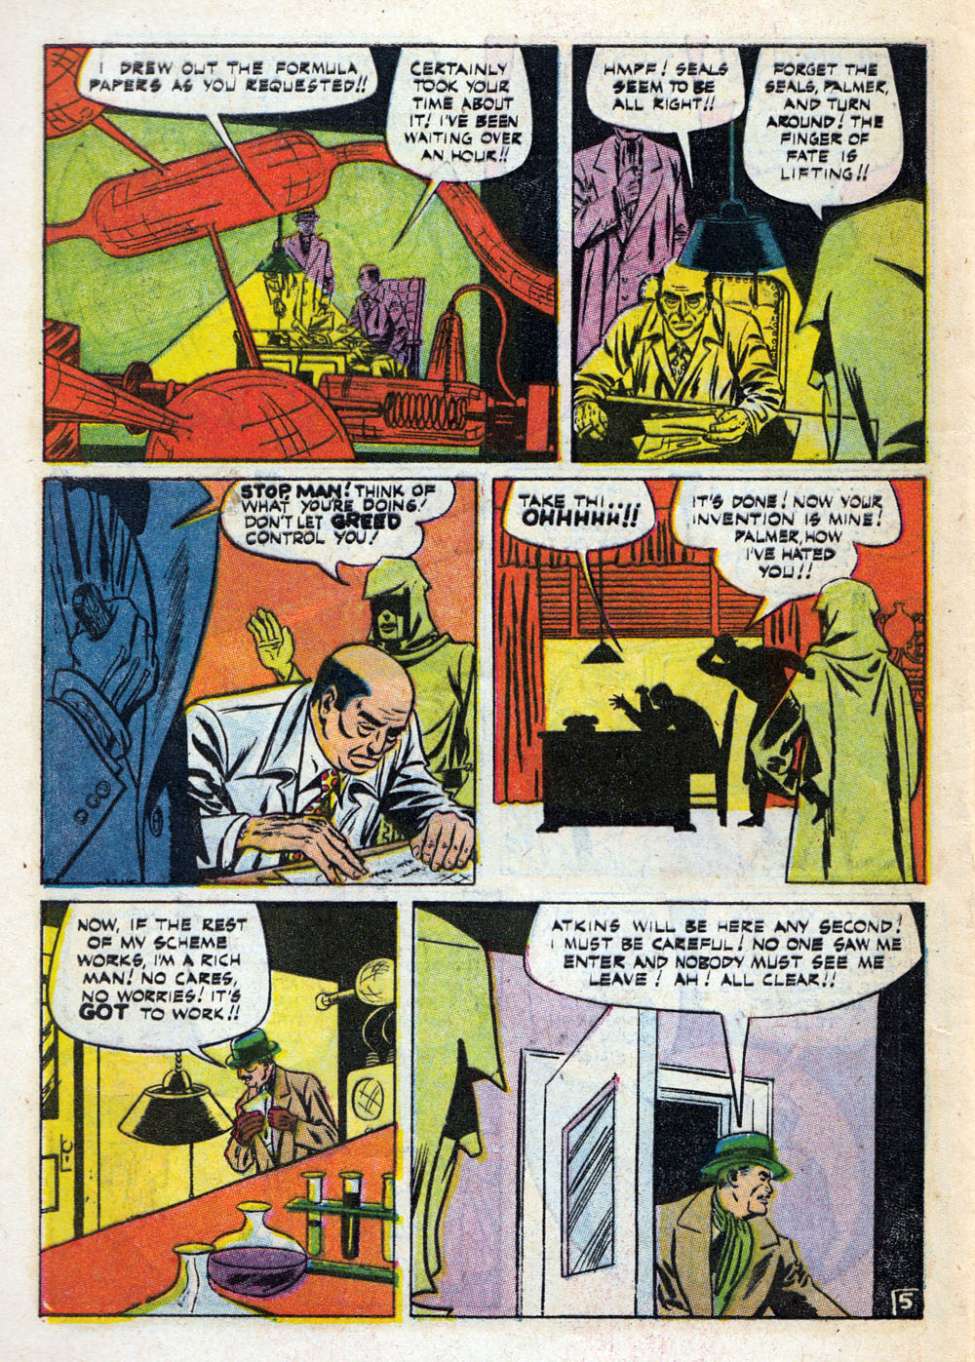 I DREW OUT THE FORMULA
PAPERS AS YOU REQUESTED!!
CERTAINLY
TOOK YOUR
TIME ABOUT
IT! I'VE BEEN
WAITING OVER
AN HOUR!!
HMPF! SEALS
SEEM TO BE
ALL RIGHT!!
FORGET THE
SEALS, PALMER,
AND TURN
AROUND! THE
FINGER OF
FATE IS
LIFTING!!
STOP MAN! THINK OF
WHAT YOU'RE DOING!
DON'T LET GREED
CONTROL YOU!
TAKE THI...
OHHHHH!!
IT'S DONE! NOW YOUR
INVENTION IS MINE!
PALMER, HOW
I'VE HATED
YOU!!
NOW, IF THE REST
OF MY SCHEME
WORKS, I'M A RICH
MAN! NO CARES,
NO WORRIES! IT'S
GOT TO WORK!!
ATKINS WILL BE HERE ANY SECOND!
I MUST BE CAREFUL! NO ONE SAW ME
ENTER AND NOBODY MUST SEE ME
LEAVE! AH! ALL CLEAR!!
5